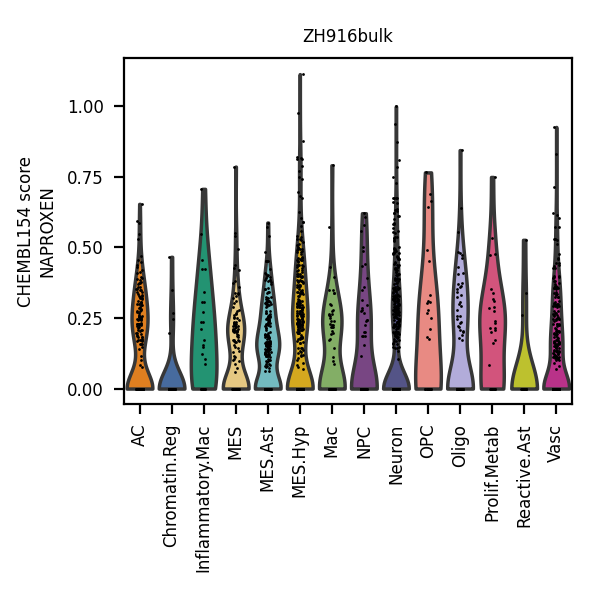 ZH916bulk
CHEMBL154 score
NAPROXEN
1.00
0.75
0.50
0.25
0.00
AC
Chromatin.Reg
Inflammatory.Mac
MES
MES.Ast
MES.Hyp
Mac
NPC
Neuron
OPC
Oligo
Prolif.Metab
Reactive.Ast
Vasc